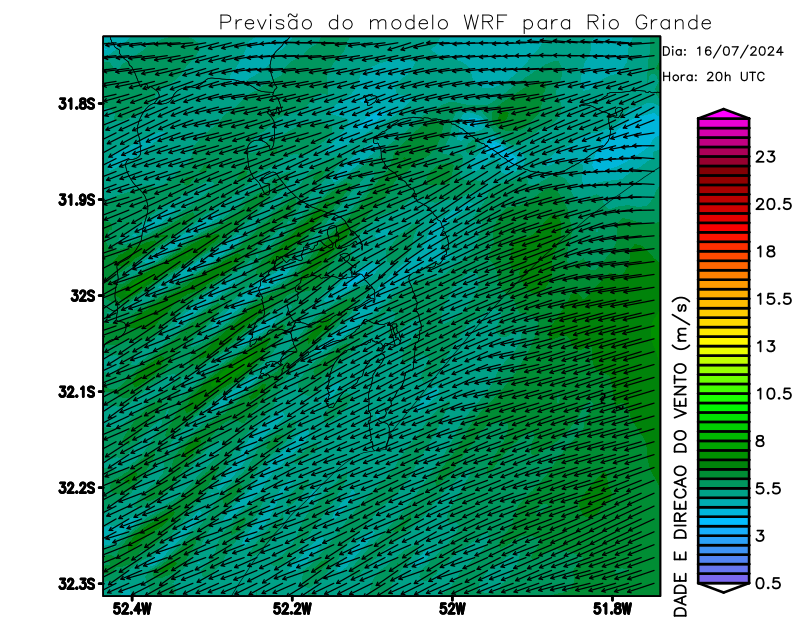 Previsão do modelo WRF para Rio Grande
Dia: 16/07/2024
Hora: 20h UTC
31.8S
31.9S
32S
32.1S
32.2S
32.3S
52.4W
52.2W
52W
51.8W
DADE E DIRECAO DO VENTO (m/s)
23
20.5
18
15.5
13
10.5
8
5.5
3
0.5